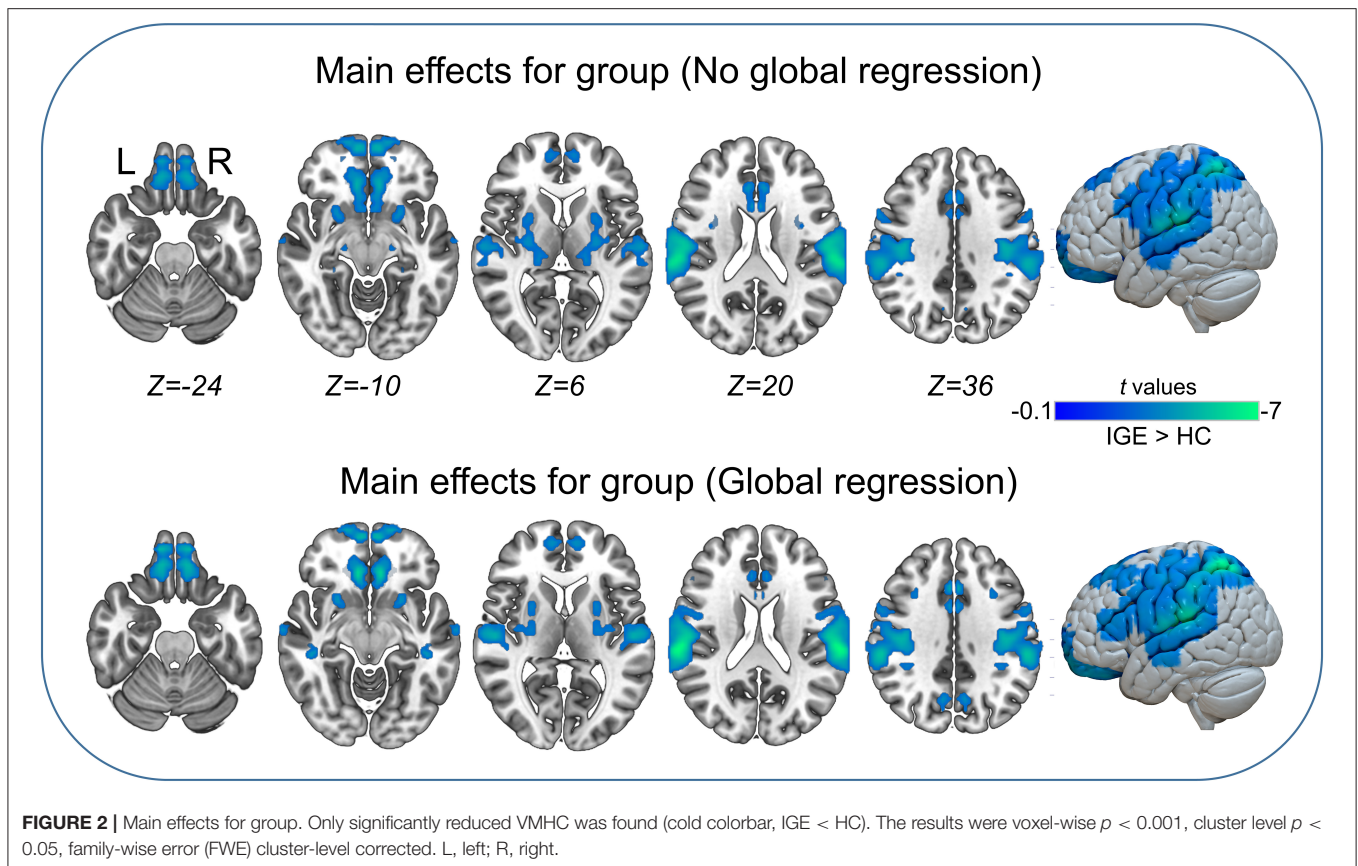 Main effects for group (No global regression)
L R
Z=-24 Z=-10 Z=6 Z=20 Z=36
t values
-0.1 -7
IGE > HC
Main effects for group (Global regression)
FIGURE 2 | Main effects for group. Only significantly reduced VMHC was found (cold colorbar, IGE < HC). The results were voxel-wise p < 0.001, cluster level p <
0.05, family-wise error (FWE) cluster-level corrected. L, left; R, right.